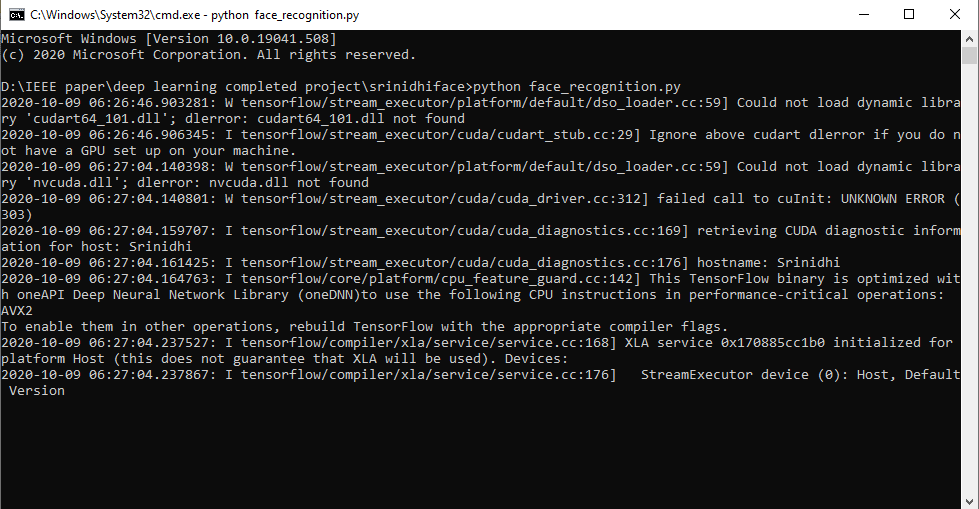 C:\Windows\System32\cmd.exe - python  face_recognition.py
Microsoft Windows [Version 10.0.19041.508]
(c) 2020 Microsoft Corporation. All rights reserved.
D:\IEEE paper\deep learning completed project\srinidhiface>python face_recognition.py
2020-10-09 06:26:46.903281: W tensorflow/stream_executor/platform/default/dso_loader.cc:59] Could not load dynamic libra
ry 'cudart64_101.dll'; dlerror: cudart64_101.dll not found
2020-10-09 06:26:46.906345: I tensorflow/stream_executor/cuda/cudart_stub.cc:29] Ignore above cudart dlerror if you do n
ot have a GPU set up on your machine.
2020-10-09 06:27:04.140398: W tensorflow/stream_executor/platform/default/dso_loader.cc:59] Could not load dynamic libra
ry 'nvcuda.dll'; dlerror: nvcuda.dll not found
2020-10-09 06:27:04.140801: W tensorflow/stream_executor/cuda/cuda_driver.cc:312] failed call to cuInit: UNKNOWN ERROR (
303)
2020-10-09 06:27:04.159707: I tensorflow/stream_executor/cuda/cuda_diagnostics.cc:169] retrieving CUDA diagnostic inform
ation for host: Srinidhi
2020-10-09 06:27:04.161425: I tensorflow/stream_executor/cuda/cuda_diagnostics.cc:176] hostname: Srinidhi
2020-10-09 06:27:04.164763: I tensorflow/core/platform/cpu_feature_guard.cc:142] This TensorFlow binary is optimized wit
h oneAPI Deep Neural Network Library (oneDNN)to use the following CPU instructions in performance-critical operations:
AVX2
To enable them in other operations, rebuild TensorFlow with the appropriate compiler flags.
2020-10-09 06:27:04.237527: I tensorflow/compiler/xla/service/service.cc:168] XLA service 0x170885cc1b0 initialized for
platform Host (this does not guarantee that XLA will be used). Devices:
2020-10-09 06:27:04.237867: I tensorflow/compiler/xla/service/service.cc:176]   StreamExecutor device (0): Host, Default
 Version